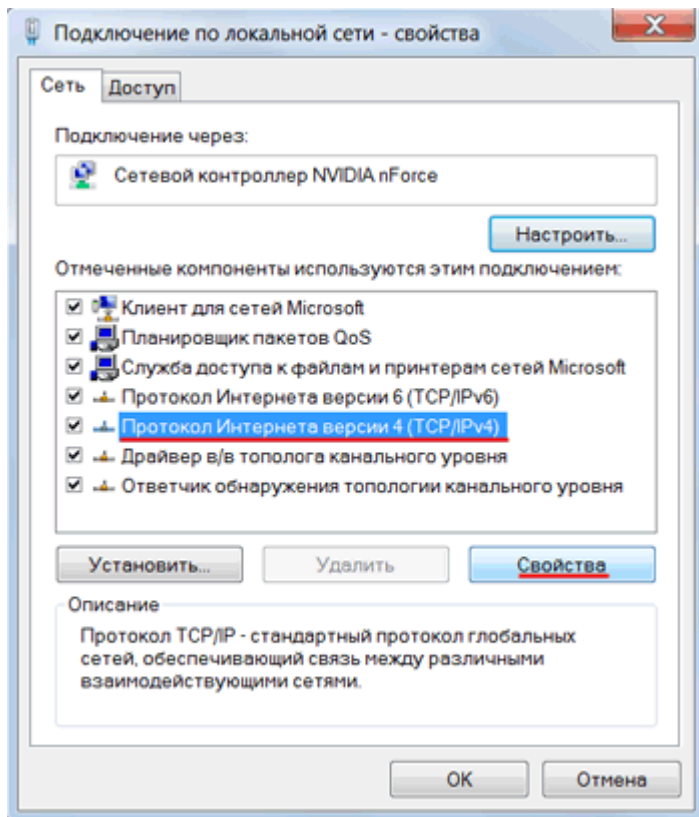 Подключение по локальной сети - свойства
Сеть
Доступ
Подключение через:
Сетевой контроллер NVIDIA nForce
Настроить...
Отмеченные компоненты используются этим подключением:
Клиент для сетей Microsoft
Планировщик пакетов QoS
Служба доступа к файлам и принтерам сетей Microsoft
Протокол Интернета версии 6 (TCP/IPv6)
Протокол Интернета версии 4 (TCP/IPv4)
Драйвер в/в тополога канального уровня
Ответчик обнаружения топологии канального уровня
Установить...
Удалить
Свойства
Описание
Протокол TCP/IP - стандартный протокол глобальных
сетей, обеспечивающий связь между различными
взаимодействующими сетями.
ОК
Отмена